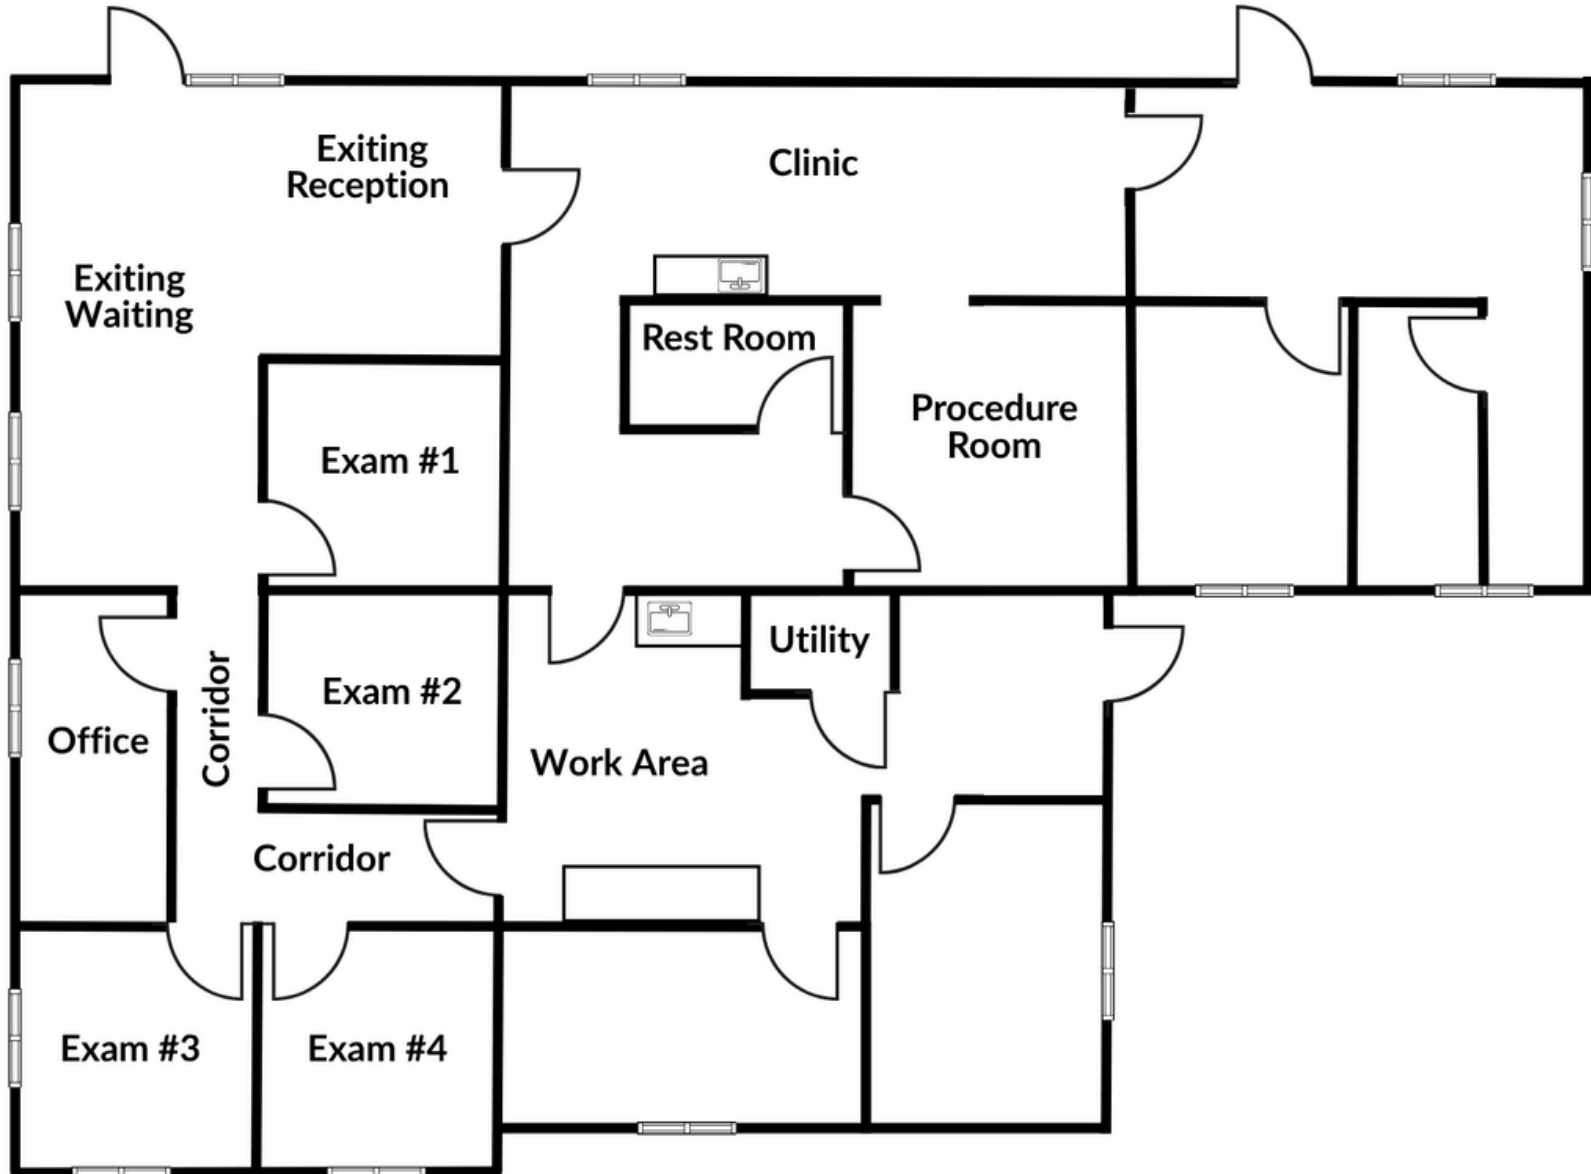 Exiting
Reception
Clinic
Exiting
Waiting
Rest Room
Procedure
Room
Exam #1
Utility
Exam #2
Corridor
Office
Work Area
Corridor
Exam #3
Exam #4